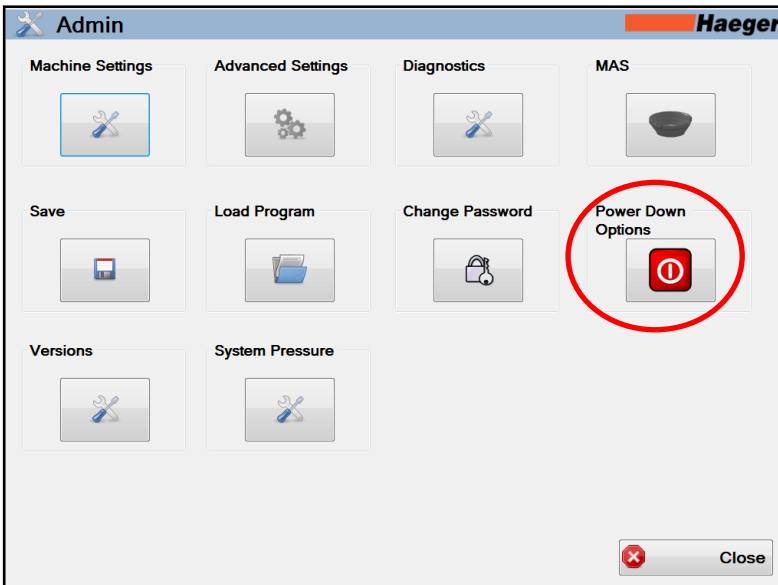 Admin
Haeger
Machine Settings
Advanced Settings
Diagnostics
MAS
Save
Load Program
Change Password
Power Down
Options
Versions
System Pressure
Close